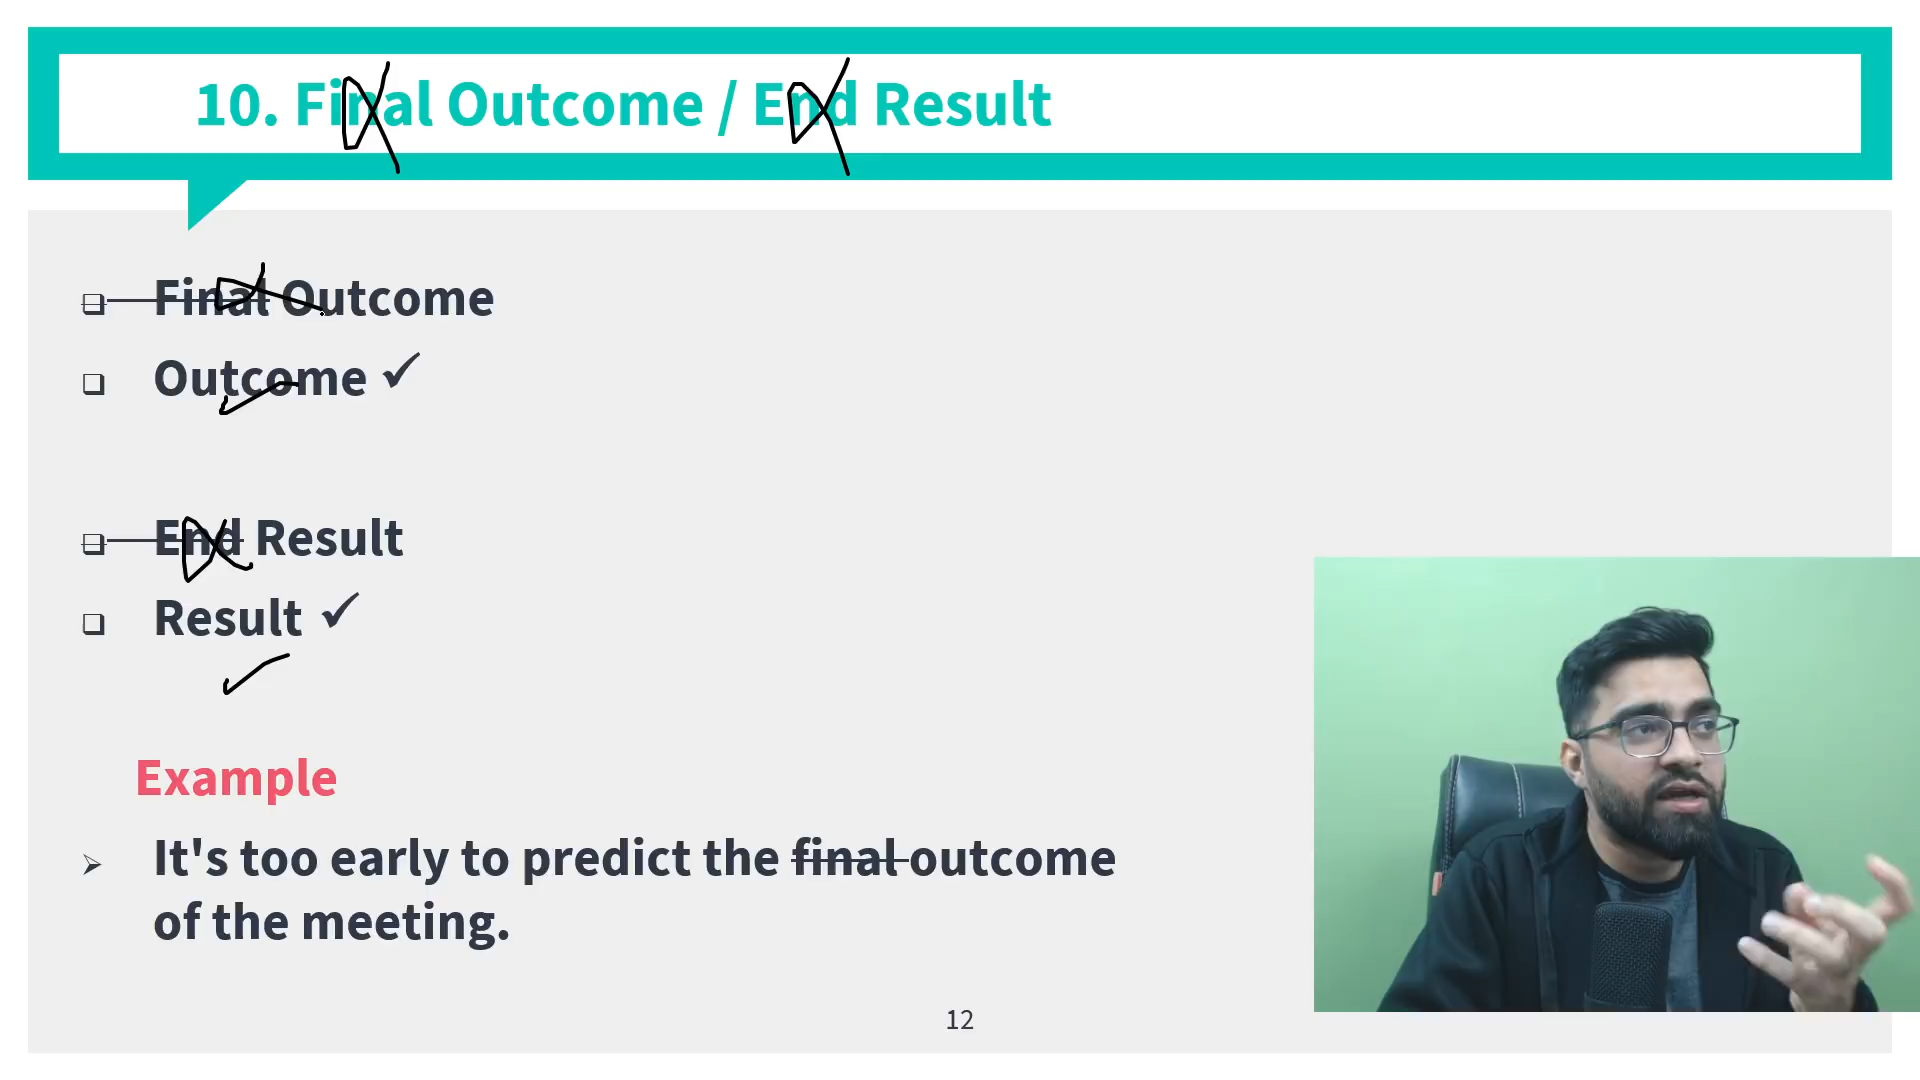 10. Final Outcome / End Result
Final Outcome
Outcome ✓
End Result
Result ✓
Example
It's too early to predict the final outcome
of the meeting.
12